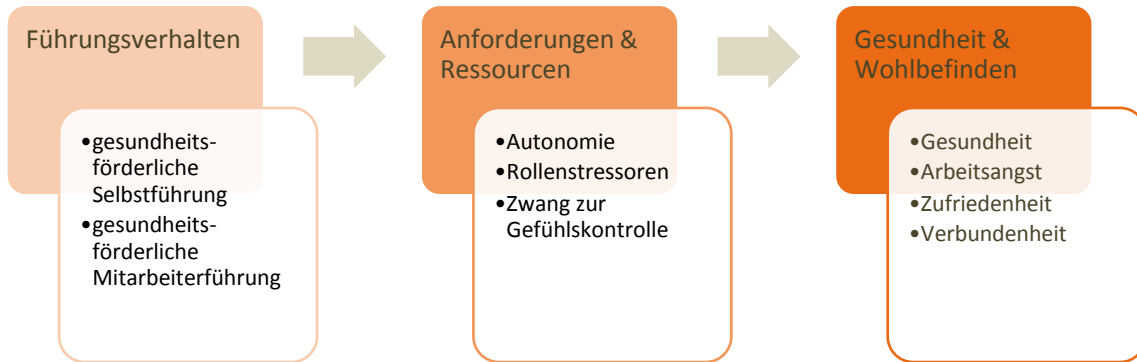 Führungsverhalten
•gesundheits-
förderliche
Selbstführung
•gesundheits-
förderliche
Mitarbeiterführung
Anforderungen &
Ressourcen
•Autonomie
•Rollenstressoren
•Zwang zur
Gefühlskontrolle
Gesundheit &
Wohlbefinden
•Gesundheit
•Arbeitsangst
•Zufriedenheit
•Verbundenheit